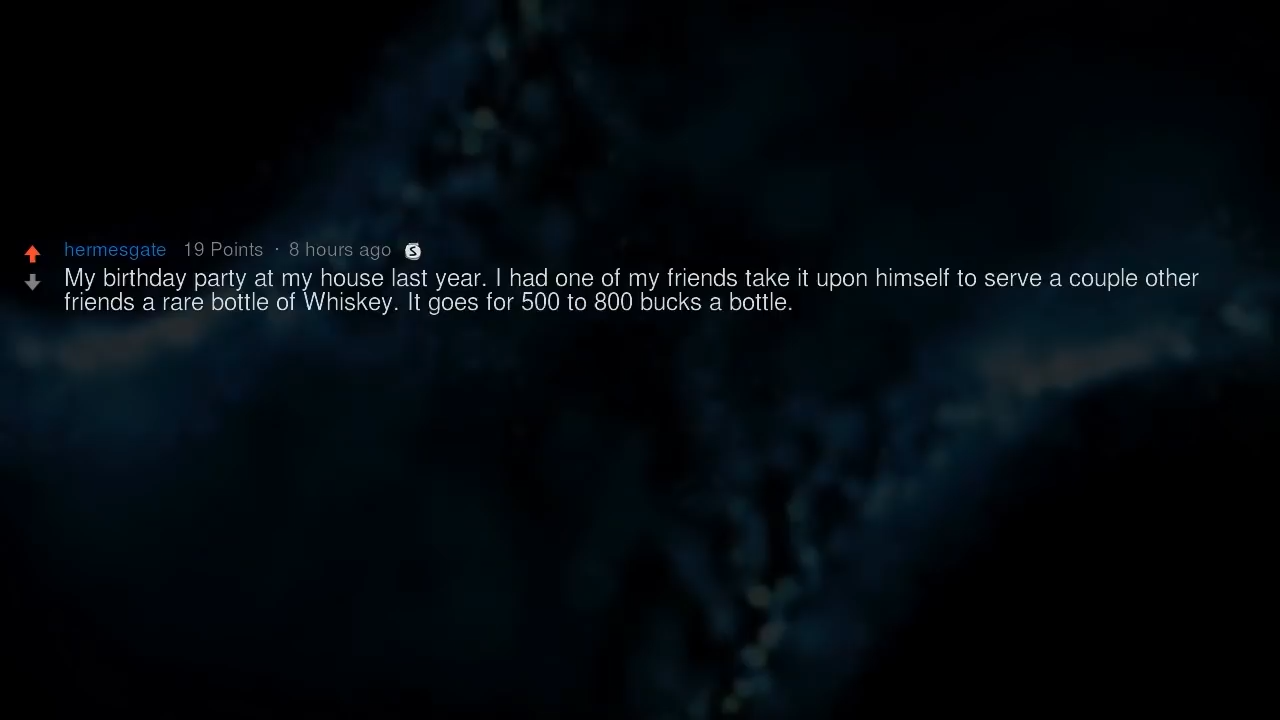 hermesgate 19 Points · 8 hours ago S
My birthday party at my house last year. I had one of my friends take it upon himself to serve a couple other
friends a rare bottle of Whiskey. It goes for 500 to 800 bucks a bottle.